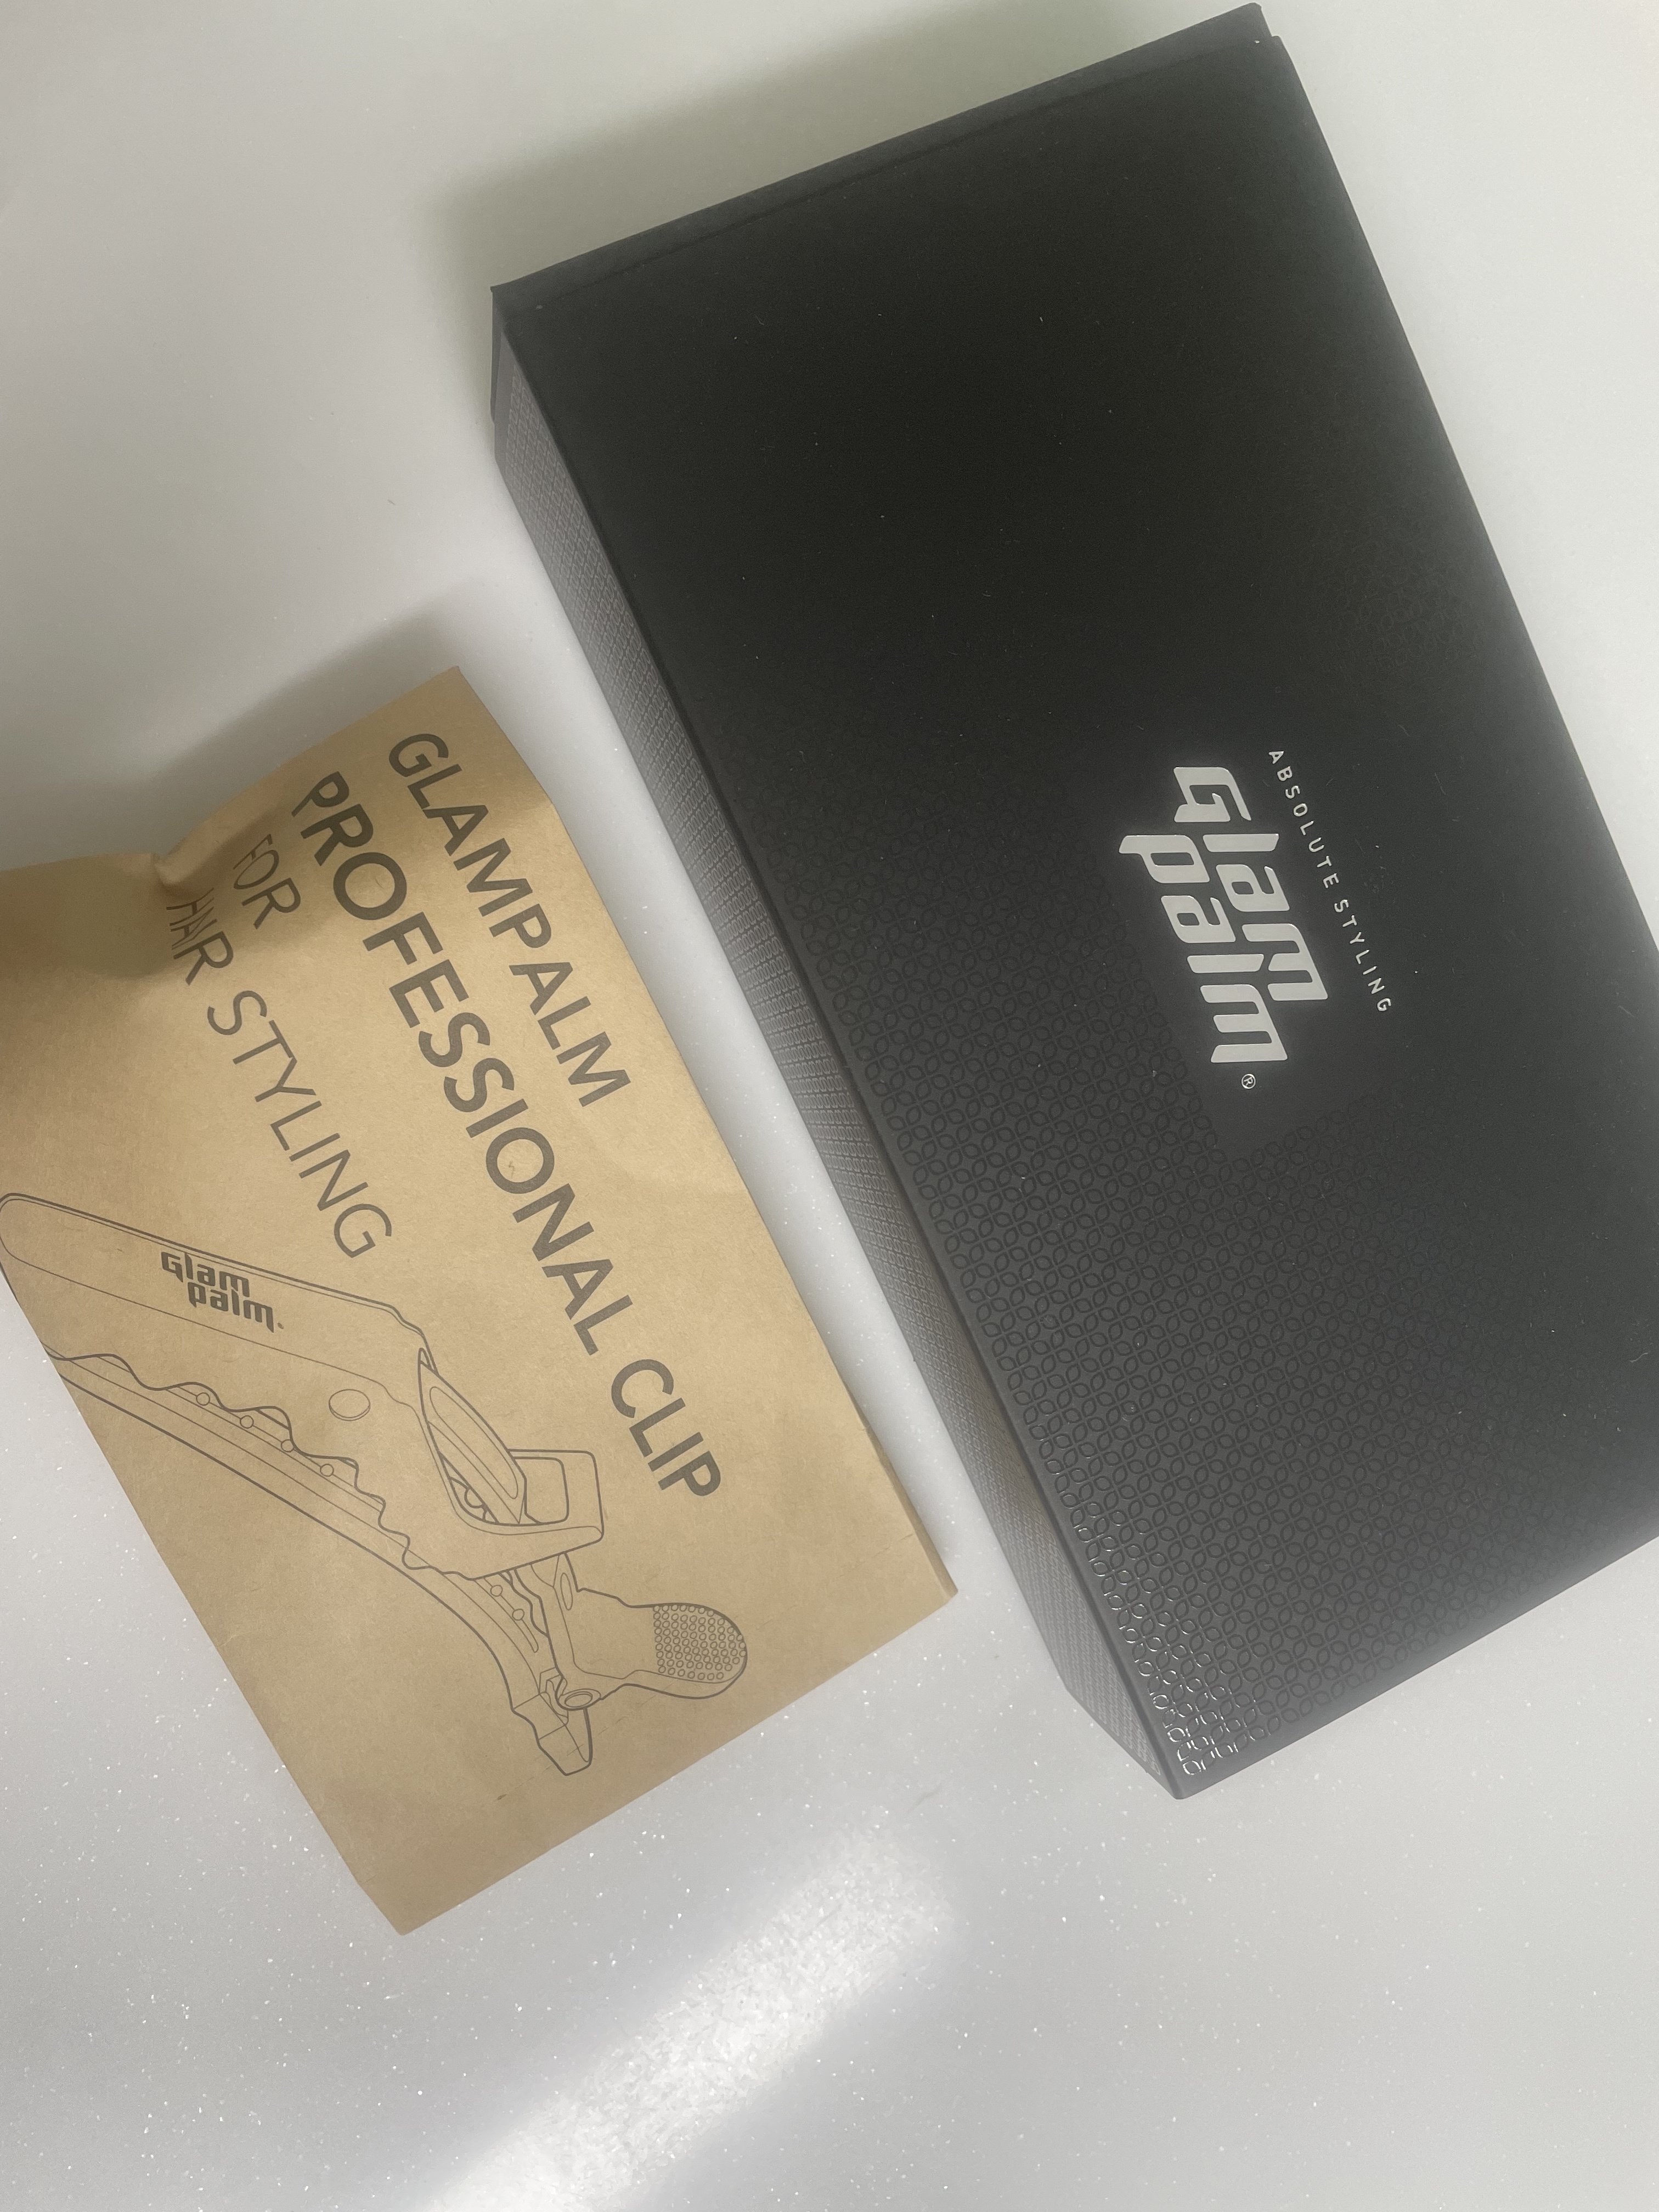 ABSOLUTE STYLING
Glam
palm®
GLAMPALM
PROFESSIONAL CLIP
FOR
HAIR STYLING
Glam
palm